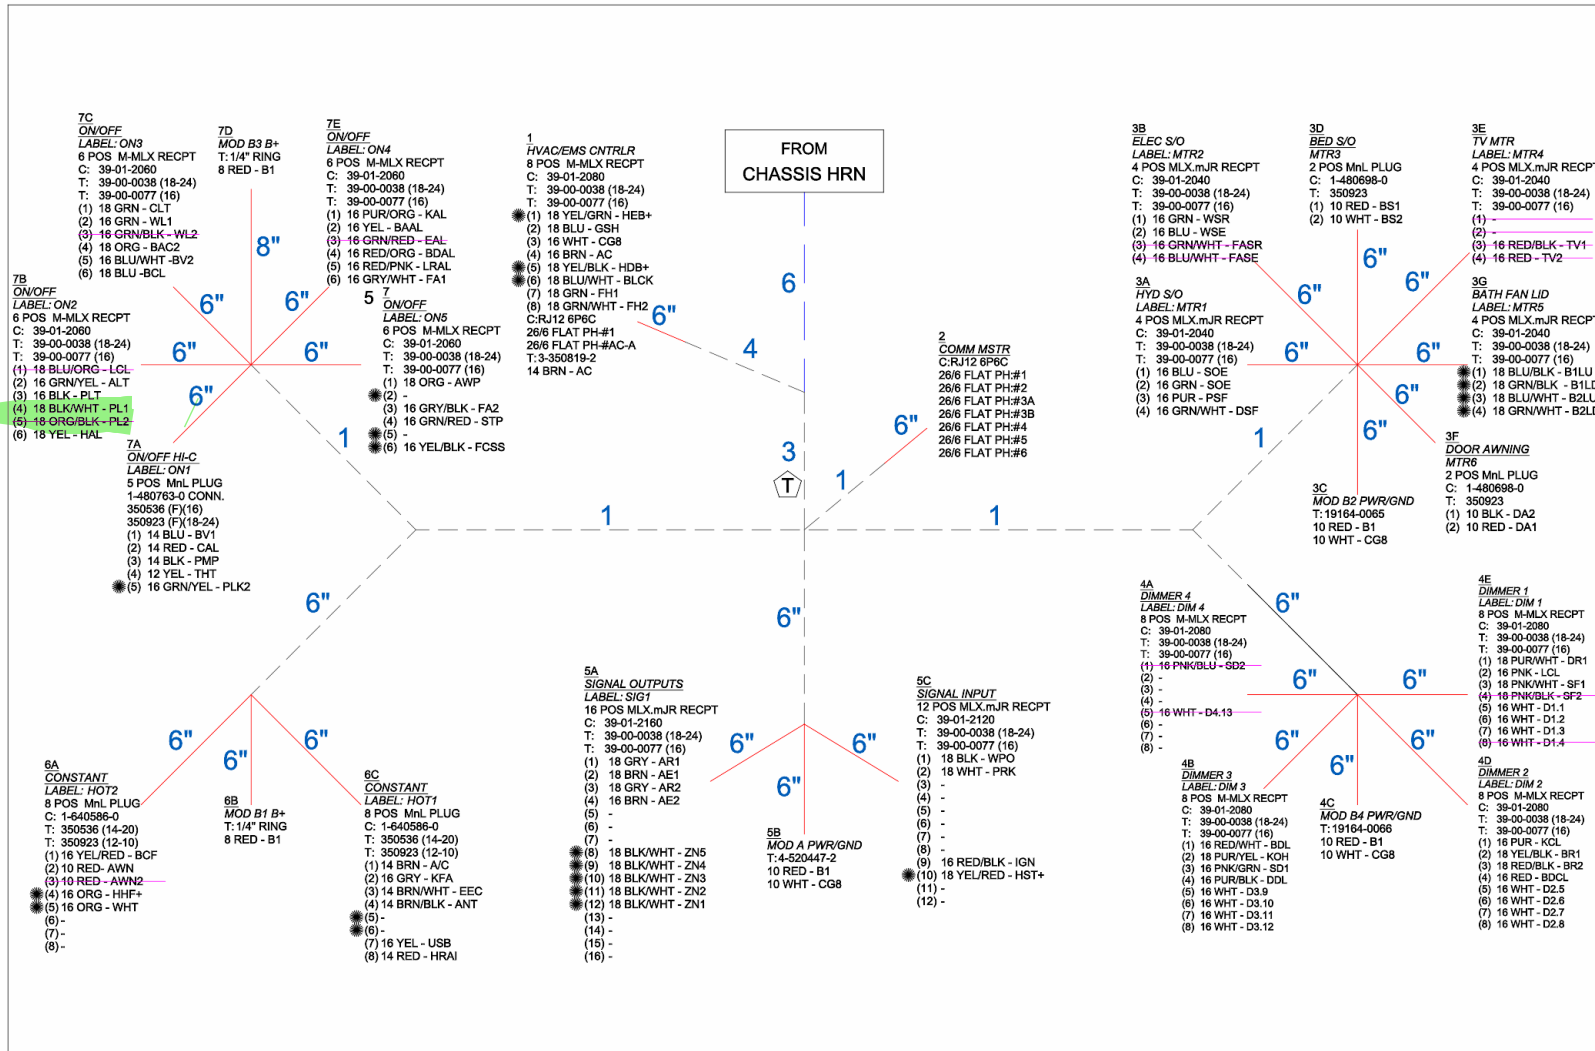 FROM
CHASSIS HRN
7C
ON/OFF
LABEL: ON3
6 POS M-MLX RECPT
C: 39-01-2060
T: 39-00-0038 (18-24)
T: 39-00-0077 (16)
(1) 18 GRN - CLT
(2) 16 GRN - WL1
(3) 16 GRN/BLK - WL2
(4) 18 ORG - BAC2
(5) 16 BLU/WHT - BV2
(6) 18 BLU -BCL
7D
MOD B3 B+
T: 1/4" RING
8 RED - B1
7E
ON/OFF
LABEL: ON4
6 POS M-MLX RECPT
C: 39-01-2060
T: 39-00-0038 (18-24)
T: 39-00-0077 (16)
(1) 16 PUR/ORG - KAL
(2) 16 YEL - BAAL
(3) 16 GRN/RED - EAL
(4) 16 RED/ORG - BDAL
(5) 16 RED/PNK - LRAL
(6) 16 GRY/WHT - FA1
7B
ON/OFF
LABEL: ON2
6 POS M-MLX RECPT
C: 39-01-2060
T: 39-00-0038 (18-24)
T: 39-00-0077 (16)
(1) 18 BLU/ORG - LCL
(2) 16 GRN/YEL - ALT
(3) 16 BLK - PLT
(4) 18 BLK/WHT - PL1
(5) 18 ORG/BLK - PL2
(6) 18 YEL - HAL
5
7
ON/OFF
LABEL: ON5
6 POS M-MLX RECPT
C: 39-01-2060
T: 39-00-0038 (18-24)
T: 39-00-0077 (16)
(1) 18 ORG - AWP
(2) -
(3) 16 GRY/BLK - FA2
(4) 16 GRN/RED - STP
(5) -
(6) 16 YEL/BLK - FCSS
7A
ON/OFF HI-C
LABEL: ON1
5 POS MnL PLUG
1-480763-0 CONN.
350536 (F)(16)
350923 (F)(18-24)
(1) 14 BLU - BV1
(2) 14 RED - CAL
(3) 14 BLK - PMP
(4) 12 YEL - THT
(5) 16 GRN/YEL - PLK2
8"
6"
6"
6"
6"
6"
1
1
HVAC/EMS CNTRLR
8 POS M-MLX RECPT
C: 39-01-2080
T: 39-00-0038 (18-24)
T: 39-00-0077 (16)
(1) 18 YEL/GRN - HEB+
(2) 18 BLU - GSH
(3) 16 WHT - CG8
(4) 16 BRN - AC
(5) 18 YEL/BLK - HDB+
(6) 18 BLU/WHT - BLCK
(7) 18 GRN - FH1
(8) 18 GRN/WHT - FH2
C:RJ12 6P6C
26/6 FLAT PH-#1
26/6 FLAT PH-#AC-A
T: 3-350819-2
14 BRN - AC
6
6"
4
3
T
2
COMM MSTR
C:RJ12 6P6C
26/6 FLAT PH:#1
26/6 FLAT PH:#2
26/6 FLAT PH:#3A
26/6 FLAT PH:#3B
26/6 FLAT PH:#4
26/6 FLAT PH:#5
26/6 FLAT PH:#6
6"
1
3B
ELEC S/O
LABEL: MTR2
4 POS MLX.mJR RECPT
C: 39-01-2040
T: 39-00-0038 (18-24)
T: 39-00-0077 (16)
(1) 16 GRN - WSR
(2) 16 BLU - WSE
(3) 16 GRN/WHT - FASR
(4) 16 BLU/WHT - FASE
3D
BED S/O
MTR3
2 POS MnL PLUG
C: 1-480698-0
T: 350923
(1) 10 RED - BS1
(2) 10 WHT - BS2
3E
TV MTR
LABEL: MTR4
4 POS MLX.mJR RECPT
C: 39-01-2040
T: 39-00-0038 (18-24)
T: 39-00-0077 (16)
(1) -
(2) -
(3) 16 RED/BLK - TV1
(4) 16 RED - TV2
3A
HYD S/O
LABEL: MTR1
4 POS MLX.mJR RECPT
C: 39-01-2040
T: 39-00-0038 (18-24)
T: 39-00-0077 (16)
(1) 16 BLU - SOE
(2) 16 GRN - SOE
(3) 16 PUR - PSF
(4) 16 GRN/WHT - DSF
3G
BATH FAN LID
LABEL: MTR5
4 POS MLX.mJR RECPT
C: 39-01-2040
T: 39-00-0038 (18-24)
T: 39-00-0077 (16)
(1) 18 BLU/BLK - B1LU
(2) 18 GRN/BLK - B1LD
(3) 18 BLU/WHT - B2LU
(4) 18 GRN/WHT - B2LD
3F
DOOR AWNING
MTR6
2 POS MnL PLUG
C: 1-480698-0
T: 350923
(1) 10 BLK - DA2
(2) 10 RED - DA1
3C
MOD B2 PWR/GND
T: 19164-0065
10 RED - B1
10 WHT - CG8
6"
6"
6"
6"
6"
6"
6"
1
1
1
6"
6"
6"
4A
DIMMER 4
LABEL: DIM 4
8 POS M-MLX RECPT
C: 39-01-2080
T: 39-00-0038 (18-24)
T: 39-00-0077 (16)
(1) 16 PNK/BLU - SD2
(2) -
(3) -
(4) -
(5) 16 WHT - D4.13
(6) -
(7) -
(8) -
4E
DIMMER 1
LABEL: DIM 1
8 POS M-MLX RECPT
C: 39-01-2080
T: 39-00-0038 (18-24)
T: 39-00-0077 (16)
(1) 18 PUR/WHT - DR1
(2) 16 PNK - LCL
(3) 18 PNK/WHT - SF1
(4) 18 PNK/BLK - SF2
(5) 16 WHT - D1.1
(6) 16 WHT - D1.2
(7) 16 WHT - D1.3
(8) 16 WHT - D1.4
6"
6"
6"
6"
6"
4B
DIMMER 3
LABEL: DIM 3
8 POS M-MLX RECPT
C: 39-01-2080
T: 39-00-0038 (18-24)
T: 39-00-0077 (16)
(1) 16 RED/WHT - BDL
(2) 18 PUR/YEL - KOH
(3) 16 PNK/GRN - SD1
(4) 16 PUR/BLK - DDL
(5) 16 WHT - D3.9
(6) 16 WHT - D3.10
(7) 16 WHT - D3.11
(8) 16 WHT - D3.12
4C
MOD B4 PWR/GND
T: 19164-0066
10 RED - B1
10 WHT - CG8
4D
DIMMER 2
LABEL: DIM 2
8 POS M-MLX RECPT
C: 39-01-2080
T: 39-00-0038 (18-24)
T: 39-00-0077 (16)
(1) 16 PUR - KCL
(2) 18 YEL/BLK - BR1
(3) 18 RED/BLK - BR2
(4) 16 RED - BDCL
(5) 16 WHT - D2.5
(6) 16 WHT - D2.6
(7) 16 WHT - D2.7
(8) 16 WHT - D2.8
6"
6"
6"
6A
CONSTANT
LABEL: HOT2
8 POS MnL PLUG
C: 1-640586-0
T: 350536 (14-20)
T: 350923 (12-10)
(1) 16 YEL/RED - BCF
(2) 10 RED- AWN
(3) 10 RED - AWN2
(4) 16 ORG - HHF+
(5) 16 ORG - WHT
(6) -
(7) -
(8) -
6B
MOD B1 B+
T: 1/4" RING
8 RED - B1
6C
CONSTANT
LABEL: HOT1
8 POS MnL PLUG
C: 1-640586-0
T: 350536 (14-20)
T: 350923 (12-10)
(1) 14 BRN - A/C
(2) 16 GRY - KFA
(3) 14 BRN/WHT - EEC
(4) 14 BRN/BLK - ANT
(5) -
(6) -
(7) 16 YEL - USB
(8) 14 RED - HRAI
5A
SIGNAL OUTPUTS
LABEL: SIG1
16 POS MLX.mJR RECPT
C: 39-01-2160
T: 39-00-0038 (18-24)
T: 39-00-0077 (16)
(1) 18 GRY - AR1
(2) 18 BRN - AE1
(3) 18 GRY - AR2
(4) 16 BRN - AE2
(5) -
(6) -
(7) -
(8) 18 BLK/WHT - ZN5
(9) 18 BLK/WHT - ZN4
(10) 18 BLK/WHT - ZN3
(11) 18 BLK/WHT - ZN2
(12) 18 BLK/WHT - ZN1
(13) -
(14) -
(15) -
(16) -
6"
6"
6"
5B
MOD A PWR/GND
T: 4-520447-2
10 RED - B1
10 WHT - CG8
5C
SIGNAL INPUT
12 POS MLX.mJR RECPT
C: 39-01-2120
T: 39-00-0038 (18-24)
T: 39-00-0077 (16)
(1) 18 BLK - WPO
(2) 18 WHT - PRK
(3) -
(4) -
(5) -
(6) -
(7) -
(8) -
(9) 16 RED/BLK - IGN
(10) 18 YEL/RED - HST+
(11) -
(12) -